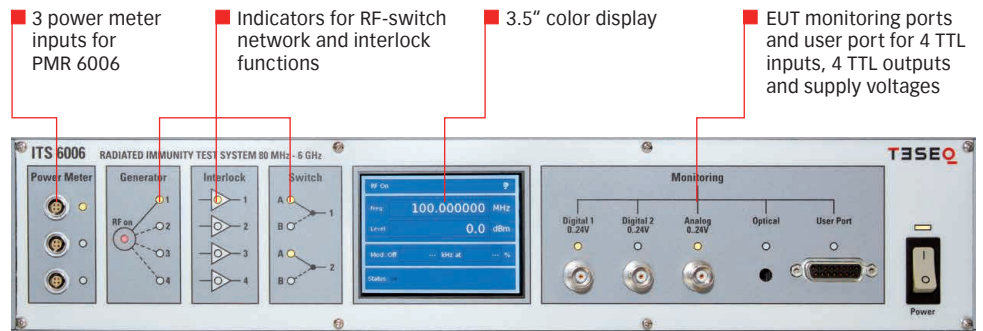 3 power meter
inputs for
PMR 6006
Indicators for RF-switch
network and interlock
functions
3.5“ color display
EUT monitoring ports
and user port for 4 TTL
inputs, 4 TTL outputs
and supply voltages
ITS 6006 RADIATED IMMUNITY TEST SYSTEM 80 MHz - 6 GHz
TESEQ
Power Meter
Generator
RF on
1
2
3
4
Interlock
1
2
3
4
Switch
A
B
1
A
B
2
RF On ?
Freq 100.000000 MHz
Level 0.0 dBm
Mod: Off --- kHz at --- %
Status:
Monitoring
Digital 1
0..24V
Digital 2
0..24V
Analog
0..24V
Optical
User Port
Power